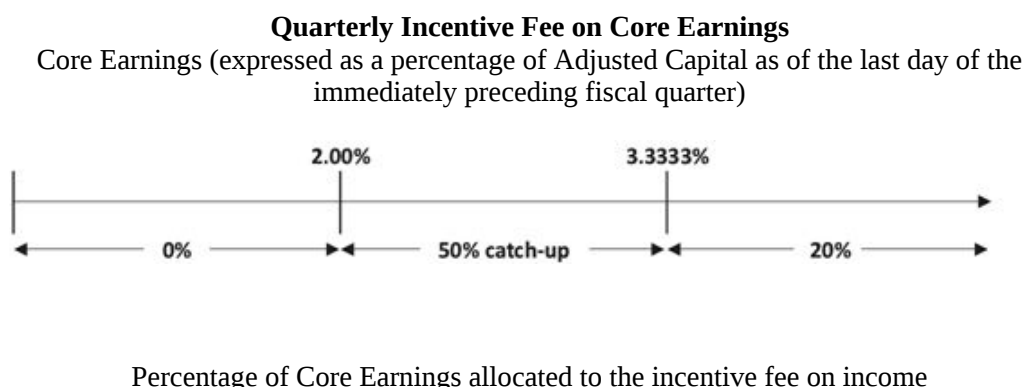 Quarterly Incentive Fee on Core Earnings
Core Earnings (expressed as a percentage of Adjusted Capital as of the last day of the
immediately preceding fiscal quarter)
2.00% 3.3333%
0% 50% catch-up 20%
Percentage of Core Earnings allocated to the incentive fee on income